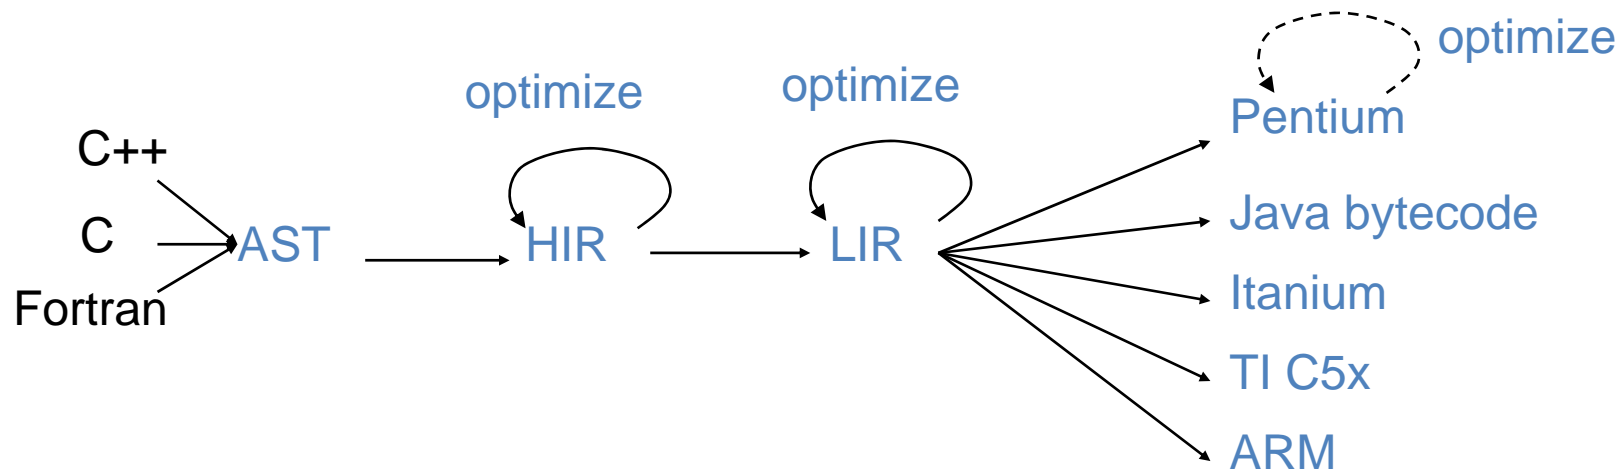 optimize
optimize
optimize
C++
C
Fortran
AST
HIR
LIR
Pentium
Java bytecode
Itanium
TI C5x
ARM